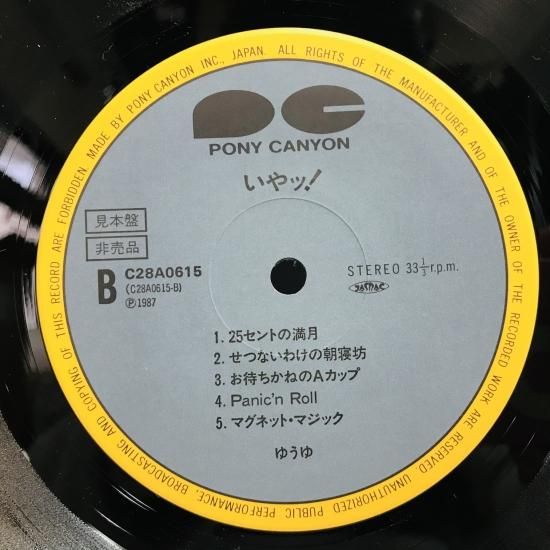 MADE BY PONY CANYON INC., JAPAN. ALL RIGHTS OF THE MANUFACTURER AND OF THE OWNER OF THE RECORDED WORK ARE RESERVED. UNAUTHORIZED PUBLIC PERFORMANCE, BROADCASTING AND COPYING OF THIS RECORD ARE FORBIDDEN
PC
PONY CANYON
いやッ!
見本盤
非売品
B C28A0615
(C28A0615-B)
Ⓟ1987
STEREO 33 1/3 r.p.m.
1. 25セントの満月
2. せつないわけの朝寝坊
3. お待ちかねのAカップ
4. Panic'n Roll
5. マグネット・マジック
ゆうゆ